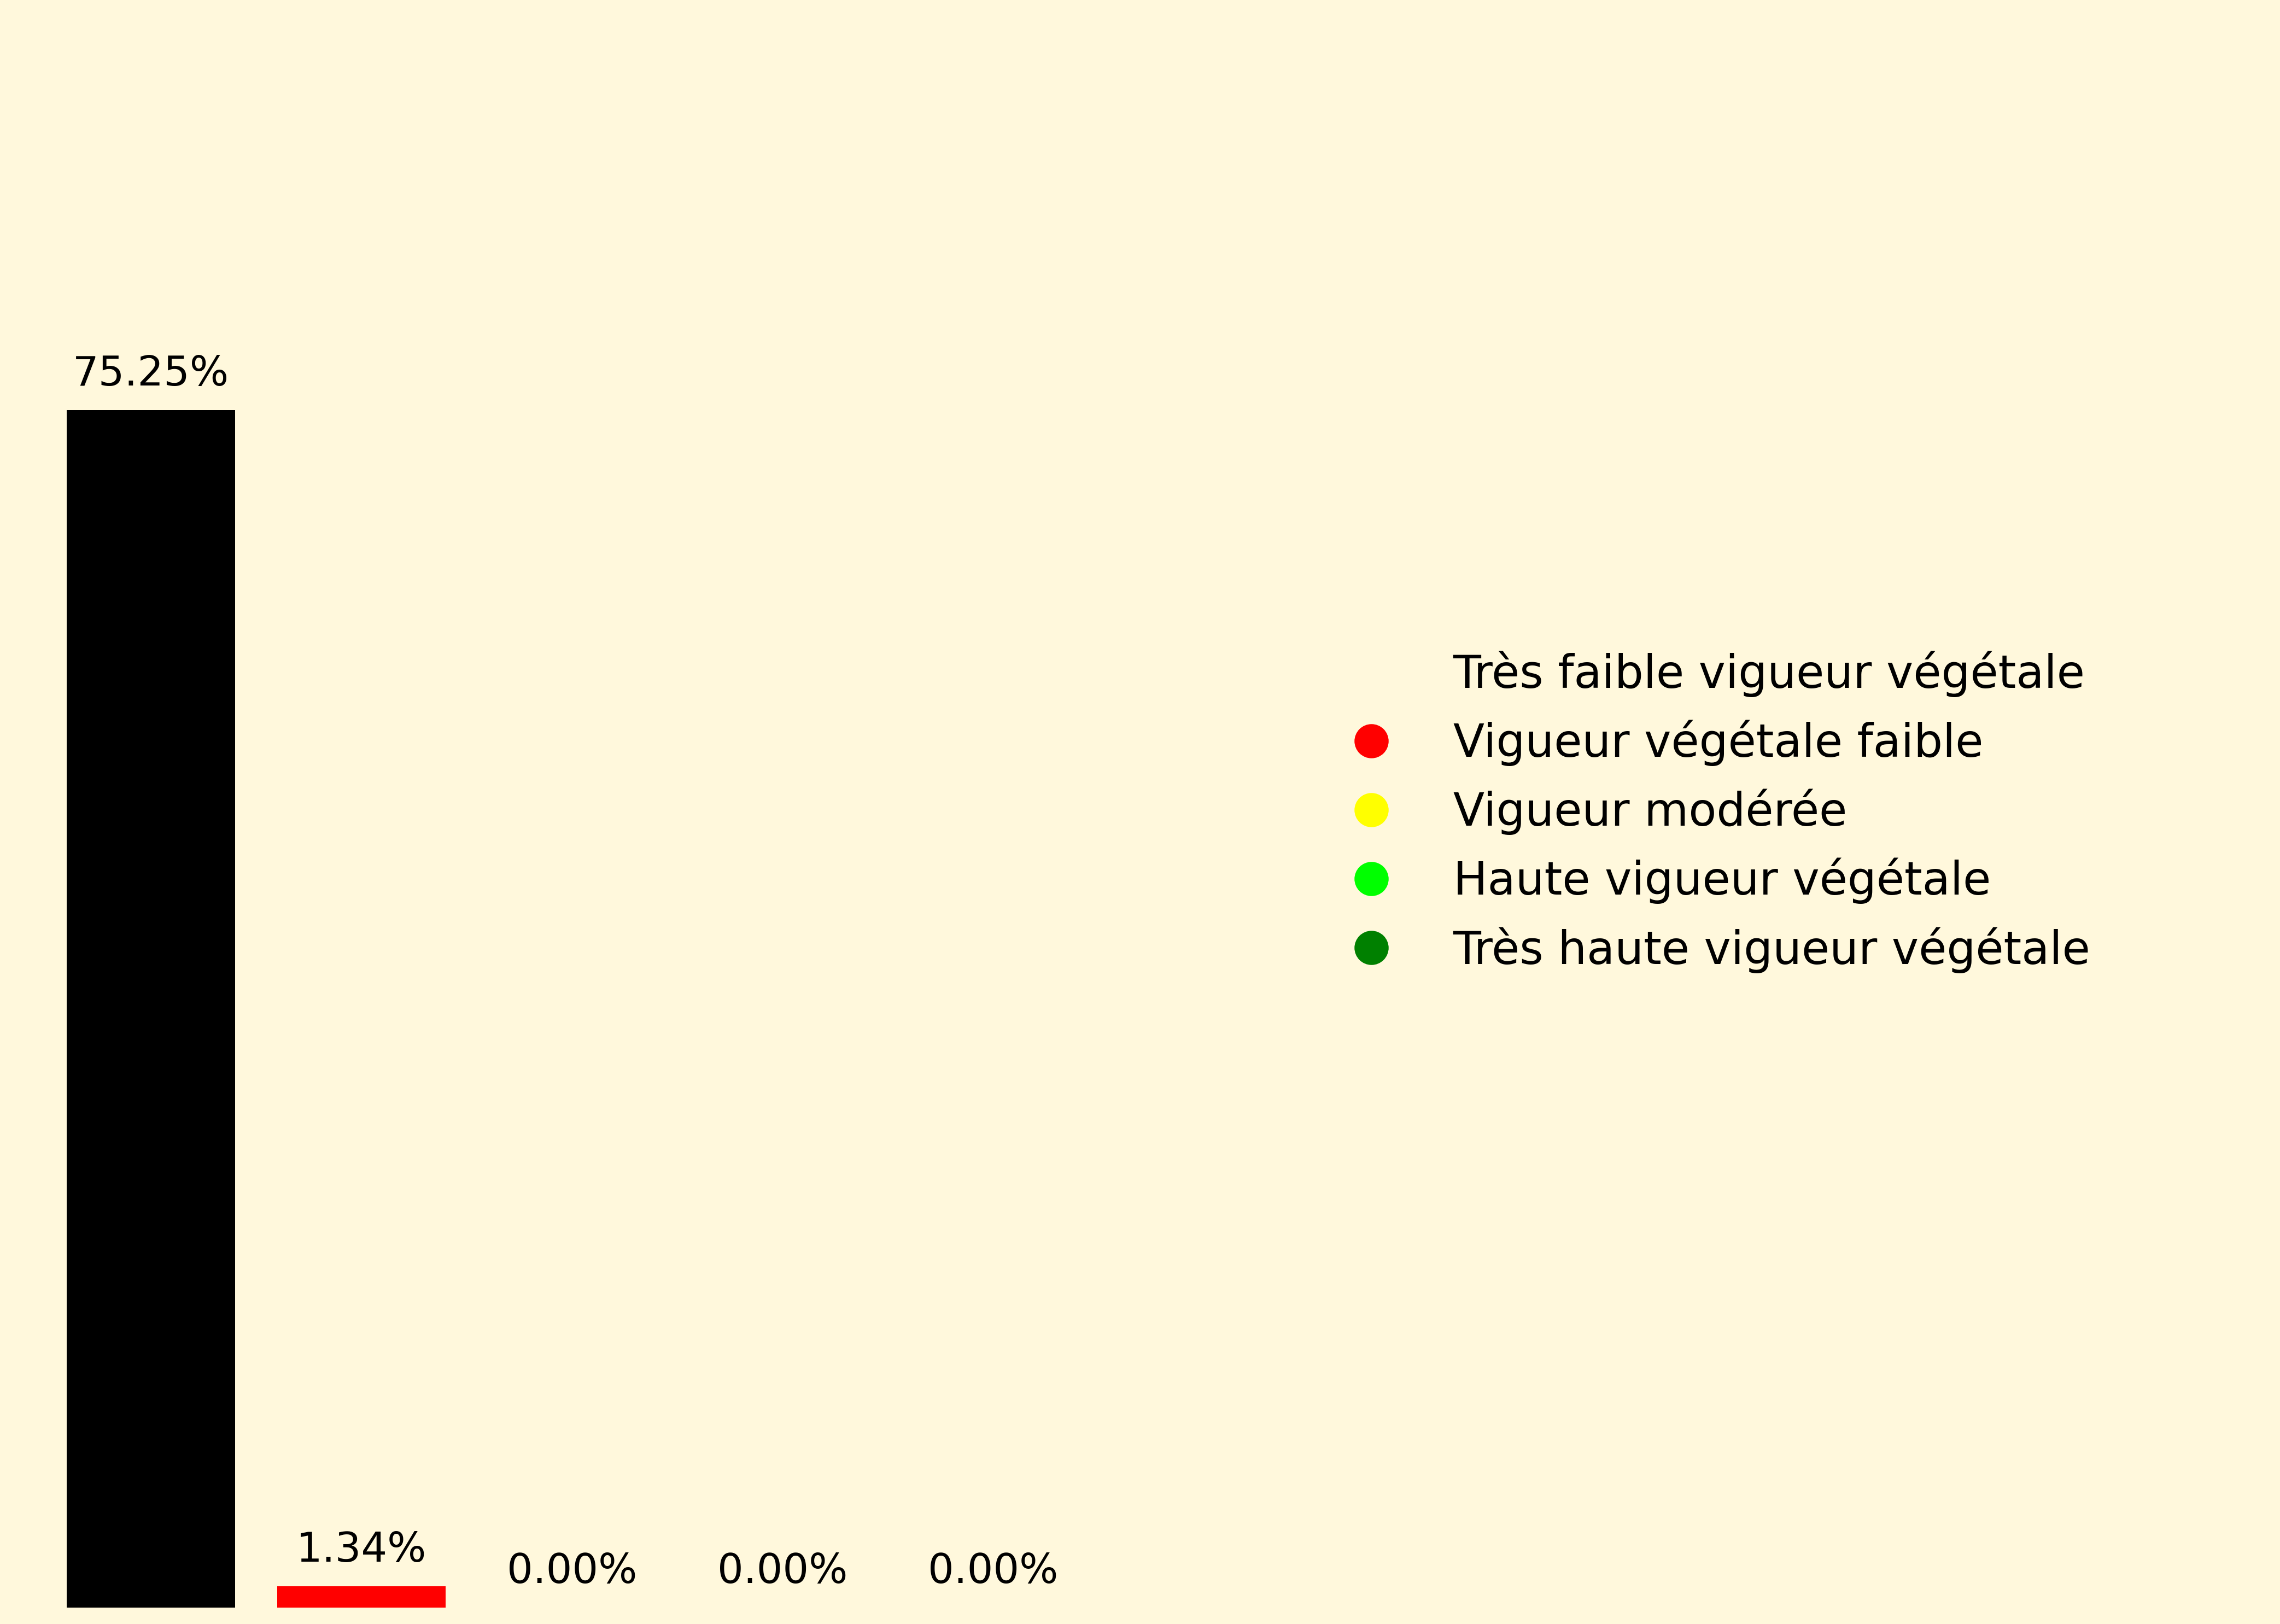 75.25%
1.34%
0.00%
0.00%
0.00%
Très faible vigueur végétale
Vigueur végétale faible
Vigueur modérée
Haute vigueur végétale
Très haute vigueur végétale